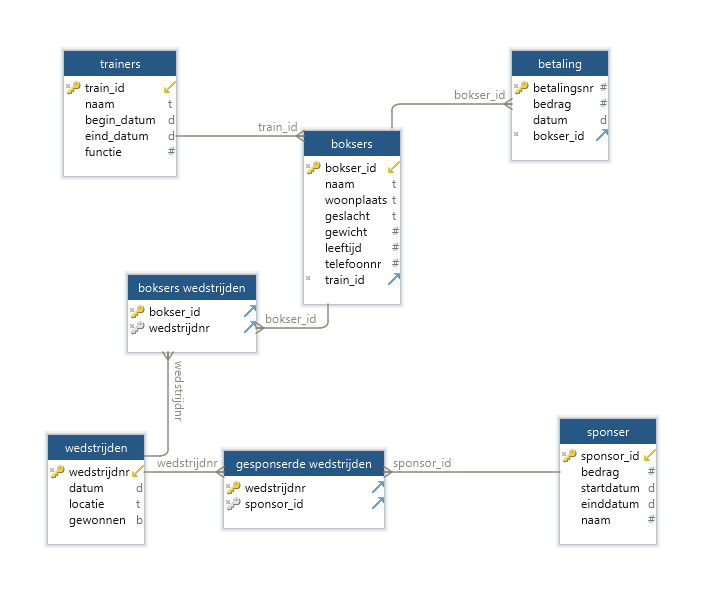 trainers
train_id
naam t
begin_datum d
eind_datum d
functie #
betaling
betalingsnr #
bedrag #
datum d
bokser_id
bokser_id
train_id
boksers
bokser_id
naam t
woonplaats t
geslacht t
gewicht #
leeftijd #
telefoonnr #
train_id
boksers wedstrijden
bokser_id
wedstrijdnr
bokser_id
wedstrijdnr
wedstrijden
wedstrijdnr
datum d
locatie t
gewonnen b
wedstrijdnr
gesponserde wedstrijden
wedstrijdnr
sponsor_id
sponsor_id
sponser
sponsor_id
bedrag #
startdatum d
einddatum d
naam #